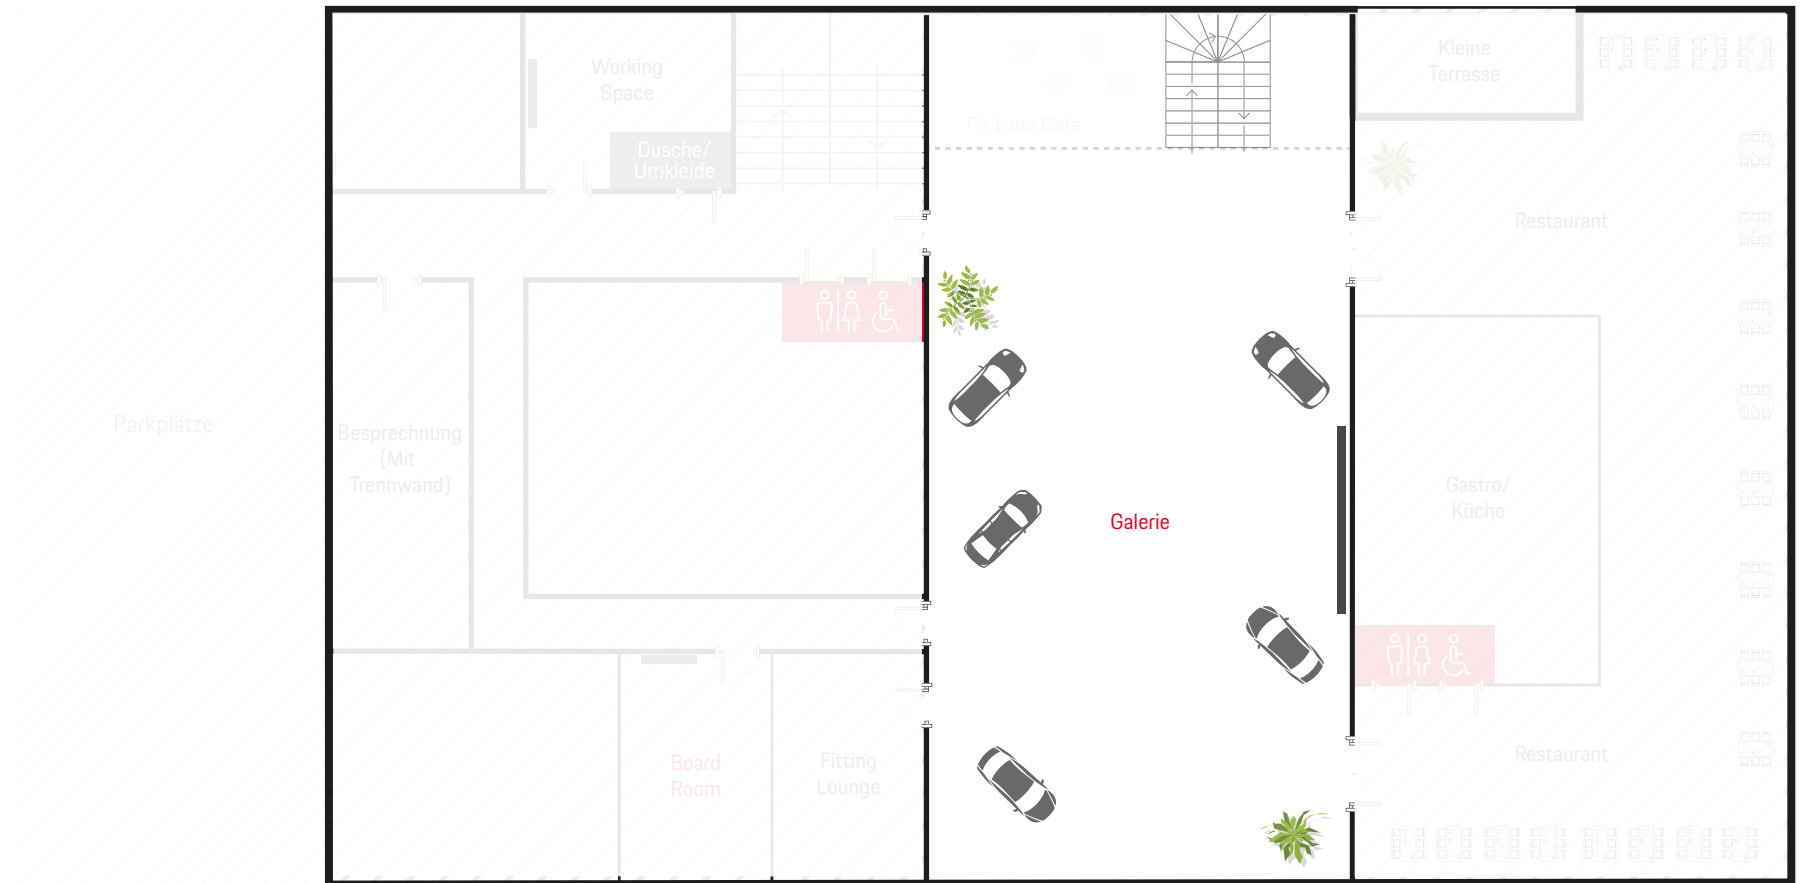 Working
Space
Dusche/
Umkleide
Pit Lane Cafe
Kleine
Terrasse
Restaurant
Parkplätze
Besprechnung
(Mit
Trennwand)
Galerie
Gastro/
Küche
Board
Room
Fitting
Lounge
Restaurant